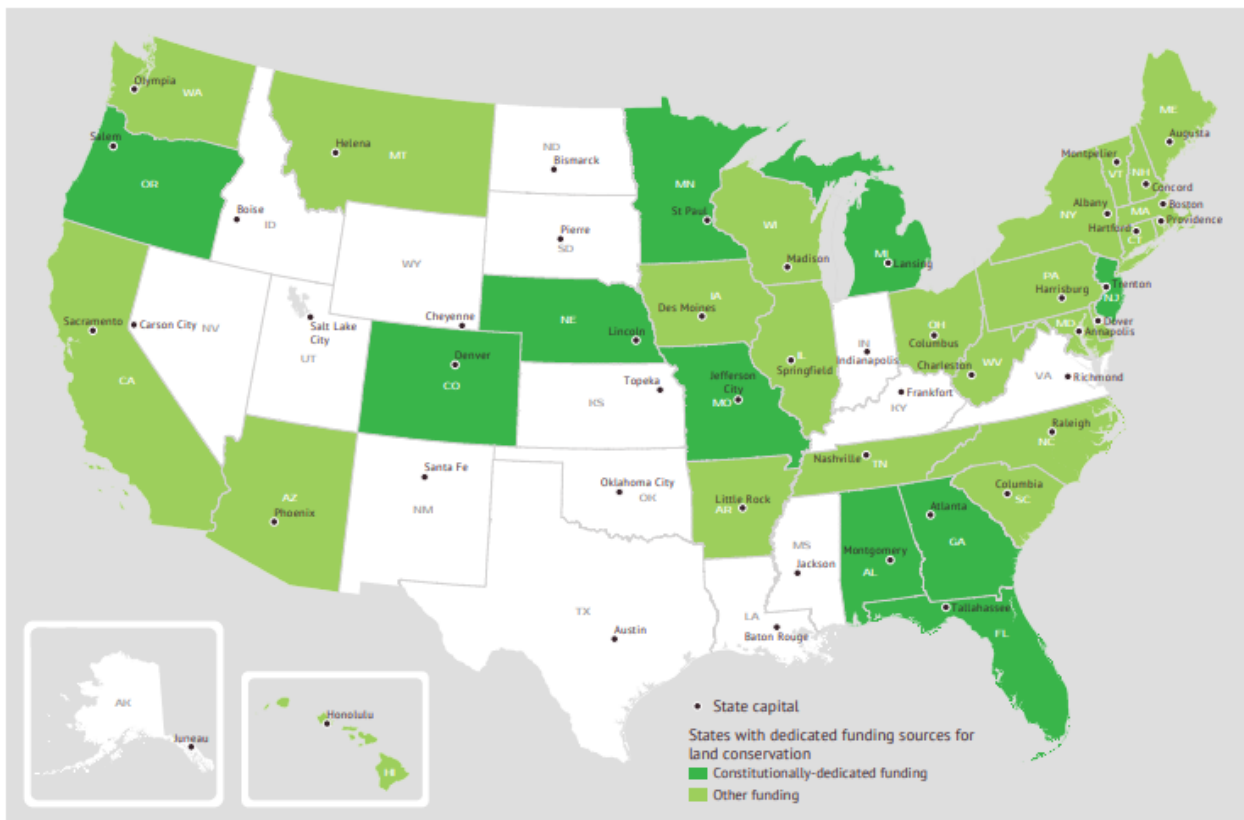 Olympia
WA
Salem
OR
Boise
ID
Helena
MT
ND
Bismarck
Pierre
SD
WY
Cheyenne
Sacramento
CA
Carson City
NV
Salt Lake
City
UT
Denver
CO
NE
Lincoln
Topeka
KS
MN
St Paul
WI
Madison
MI
Lansing
IA
Des Moines
IL
Springfield
IN
Indianapolis
OH
Columbus
Jefferson
City
MO
Frankfort
KY
Charleston
WV
VA
Richmond
ME
Augusta
Montpelier
VT
NH
Concord
Boston
MA
Providence
Albany
NY
Hartford
CT
PA
Harrisburg
Trenton
NJ
Dover
MD
Annapolis
AZ
Phoenix
Santa Fe
NM
Oklahoma City
OK
TX
Austin
Little Rock
AR
LA
Baton Rouge
MS
Jackson
Nashville
TN
Raleigh
NC
Columbia
SC
Montgomery
AL
Atlanta
GA
Tallahassee
FL
AK
Juneau
Honolulu
HI
State capital
States with dedicated funding sources for
land conservation
Constitutionally-dedicated funding
Other funding